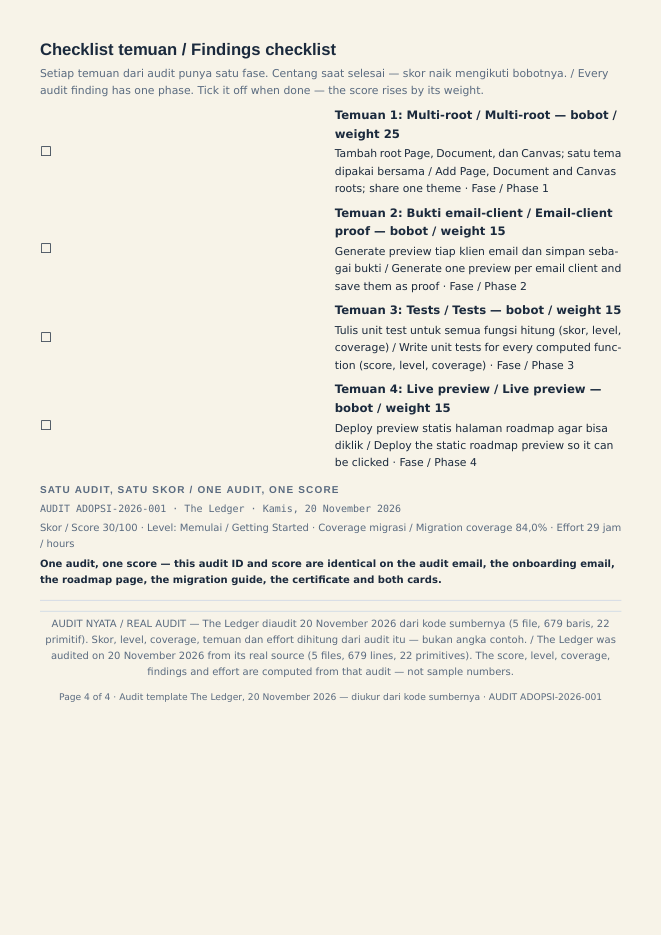 Checklist temuan / Findings checklist
Setiap temuan dari audit punya satu fase. Centang saat selesai — skor naik mengikuti bobotnya. / Every
audit finding has one phase. Tick it off when done — the score rises by its weight.
Temuan 1: Multi-root / Multi-root — bobot /
weight 25
☐
Tambah root Page, Document, dan Canvas; satu tema
dipakai bersama / Add Page, Document and Canvas
roots; share one theme · Fase / Phase 1
Temuan 2: Bukti email-client / Email-client
proof — bobot / weight 15
☐
Generate preview tiap klien email dan simpan seba-
gai bukti / Generate one preview per email client and
save them as proof · Fase / Phase 2
Temuan 3: Tests / Tests — bobot / weight 15
☐
Tulis unit test untuk semua fungsi hitung (skor, level,
coverage) / Write unit tests for every computed func-
tion (score, level, coverage) · Fase / Phase 3
Temuan 4: Live preview / Live preview —
bobot / weight 15
☐
Deploy preview statis halaman roadmap agar bisa
diklik / Deploy the static roadmap preview so it can
be clicked · Fase / Phase 4
SATU AUDIT, SATU SKOR / ONE AUDIT, ONE SCORE
AUDIT ADOPSI-2026-001 · The Ledger · Kamis, 20 November 2026
Skor / Score 30/100 · Level: Memulai / Getting Started · Coverage migrasi / Migration coverage 84,0% · Effort 29 jam
/ hours
One audit, one score — this audit ID and score are identical on the audit email, the onboarding email,
the roadmap page, the migration guide, the certificate and both cards.
AUDIT NYATA / REAL AUDIT — The Ledger diaudit 20 November 2026 dari kode sumbernya (5 file, 679 baris, 22
primitif). Skor, level, coverage, temuan dan effort dihitung dari audit itu — bukan angka contoh. / The Ledger was
audited on 20 November 2026 from its real source (5 files, 679 lines, 22 primitives). The score, level, coverage,
findings and effort are computed from that audit — not sample numbers.
Page 4 of 4 · Audit template The Ledger, 20 November 2026 — diukur dari kode sumbernya · AUDIT ADOPSI-2026-001